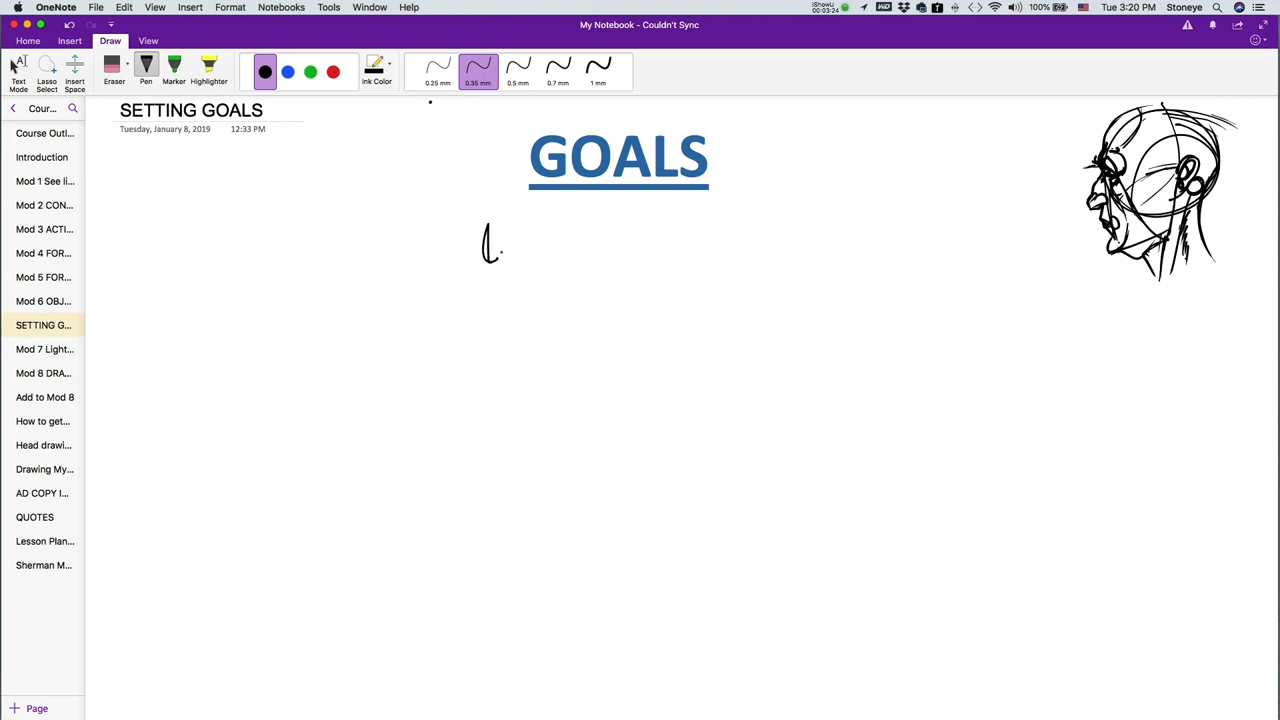 OneNote File Edit View Insert Format Notebooks Tools Window Help iShowU 00:03:24 100% Tue 3:20 PM Stoneye
My Notebook - Couldn't Sync
Home Insert Draw View
Text Mode Lasso Select Insert Space Eraser Pen Marker Highlighter Ink Color 0.25 mm 0.35 mm 0.5 mm 0.7 mm 1 mm
Cour...
SETTING GOALS
Tuesday, January 8, 2019 12:33 PM
GOALS
Course Outl...
Introduction
Mod 1 See li...
Mod 2 CON...
Mod 3 ACTI...
Mod 4 FOR...
Mod 5 FOR...
Mod 6 OBJ...
SETTING G...
Mod 7 Light...
Mod 8 DRA...
Add to Mod 8
How to get...
Head drawi...
Drawing My...
AD COPY I...
QUOTES
Lesson Plan...
Sherman M...
Page